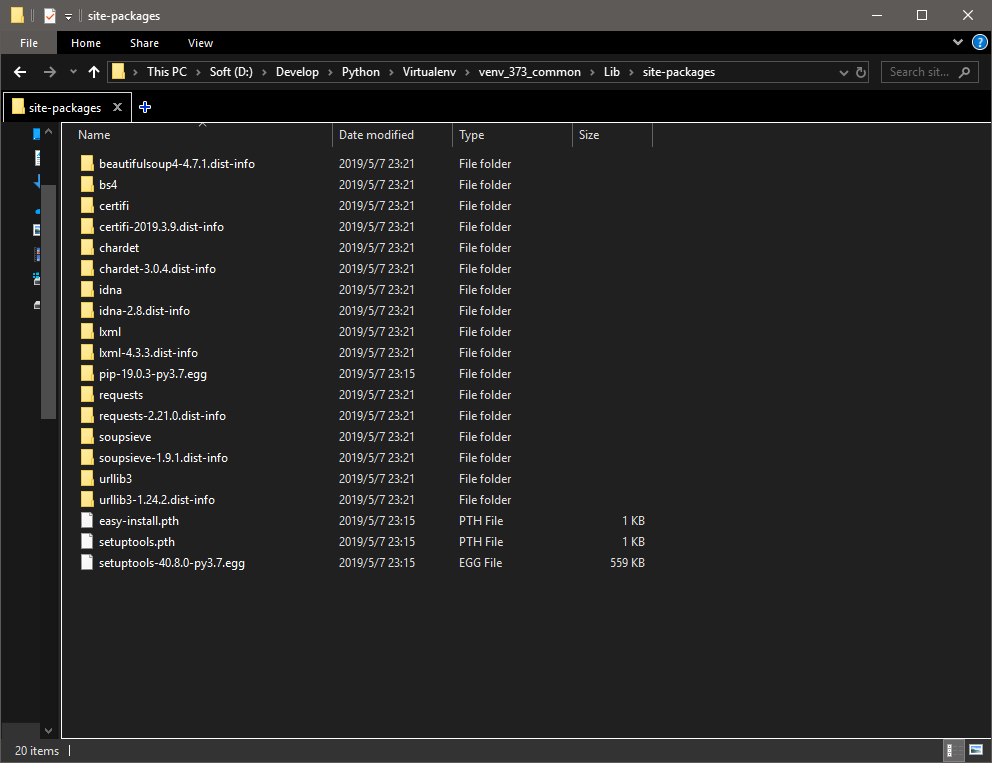 site-packages
File Home Share View
This PC Soft (D:) Develop Python Virtualenv venv_373_common Lib site-packages Search sit...
site-packages
Name Date modified Type Size
beautifulsoup4-4.7.1.dist-info 2019/5/7 23:21 File folder
bs4 2019/5/7 23:21 File folder
certifi 2019/5/7 23:21 File folder
certifi-2019.3.9.dist-info 2019/5/7 23:21 File folder
chardet 2019/5/7 23:21 File folder
chardet-3.0.4.dist-info 2019/5/7 23:21 File folder
idna 2019/5/7 23:21 File folder
idna-2.8.dist-info 2019/5/7 23:21 File folder
lxml 2019/5/7 23:21 File folder
lxml-4.3.3.dist-info 2019/5/7 23:21 File folder
pip-19.0.3-py3.7.egg 2019/5/7 23:15 File folder
requests 2019/5/7 23:21 File folder
requests-2.21.0.dist-info 2019/5/7 23:21 File folder
soupsieve 2019/5/7 23:21 File folder
soupsieve-1.9.1.dist-info 2019/5/7 23:21 File folder
urllib3 2019/5/7 23:21 File folder
urllib3-1.24.2.dist-info 2019/5/7 23:21 File folder
easy-install.pth 2019/5/7 23:15 PTH File 1 KB
setuptools.pth 2019/5/7 23:15 PTH File 1 KB
setuptools-40.8.0-py3.7.egg 2019/5/7 23:15 EGG File 559 KB
20 items